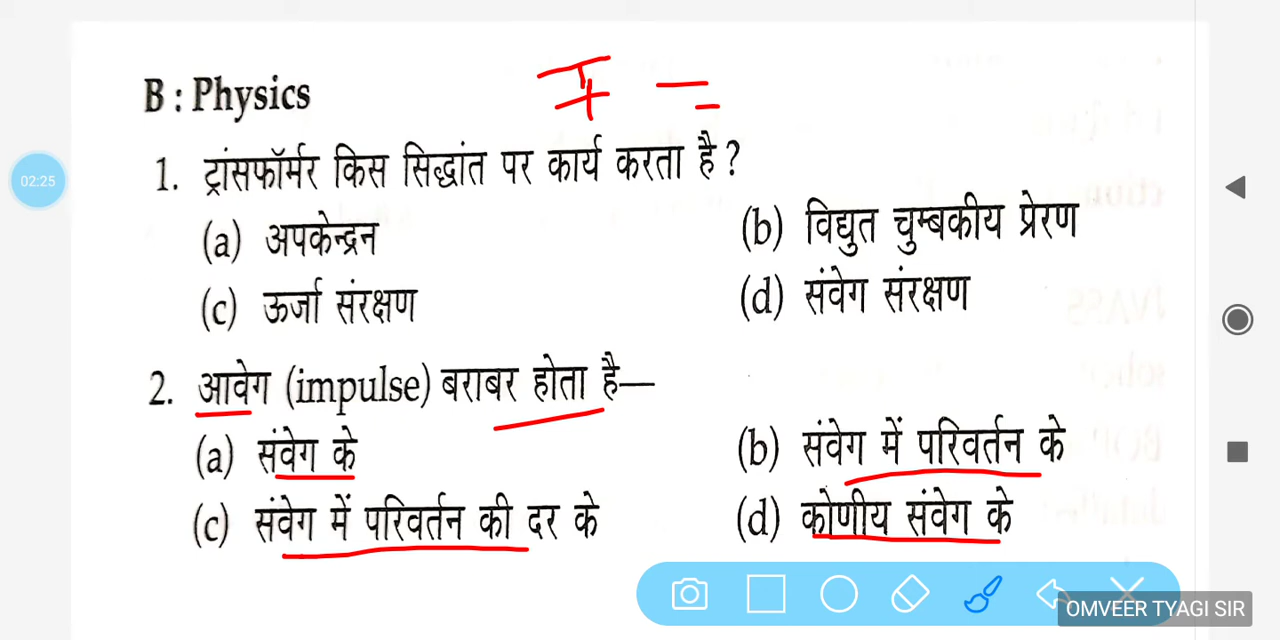 B : Physics
F =
1. ट्रांसफॉर्मर किस सिद्धांत पर कार्य करता है ?
(a) अपकेन्द्रन (b) विद्युत चुम्बकीय प्रेरण
(c) ऊर्जा संरक्षण (d) संवेग संरक्षण
2. आवेग (impulse) बराबर होता है—
(a) संवेग के (b) संवेग में परिवर्तन के
(c) संवेग में परिवर्तन की दर के (d) कोणीय संवेग के
02:25
OMVEER TYAGI SIR